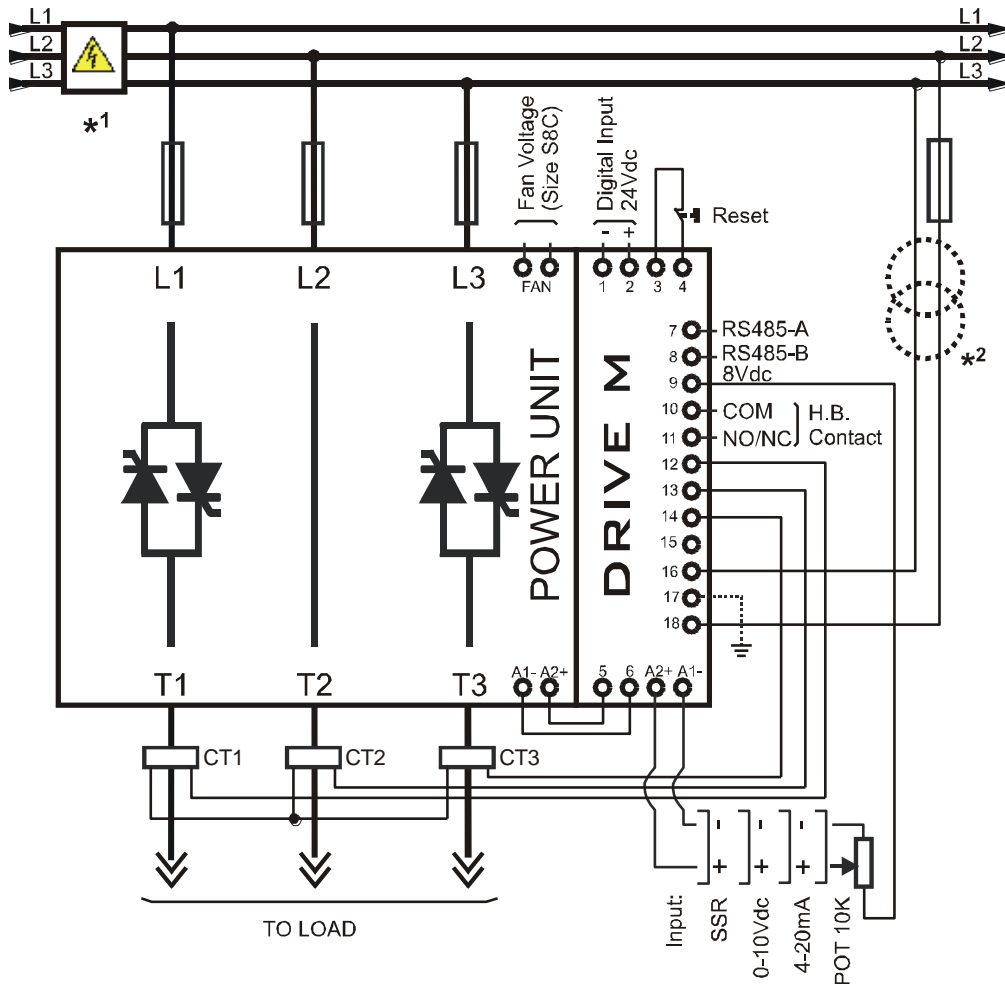 L1 L1
L2 L2
L3 L3
*1
Fan Voltage
(Size S8C)
Digital Input
24Vdc
- +
Reset
L1 L2 L3
FAN
1 2 3 4
*2
7 RS485-A
8 RS485-B
9 8Vdc
10 COM
11 NO/NC
H.B.
Contact
12
13
14
15
16
17
18
POWER UNIT
DRIVE M
T1 T2 T3
A1- A2+ 5 6 A2+ A1-
CT1 CT2 CT3
- - -
+ + +
Input:
SSR
0-10Vdc
4-20mA
POT 10K
TO LOAD